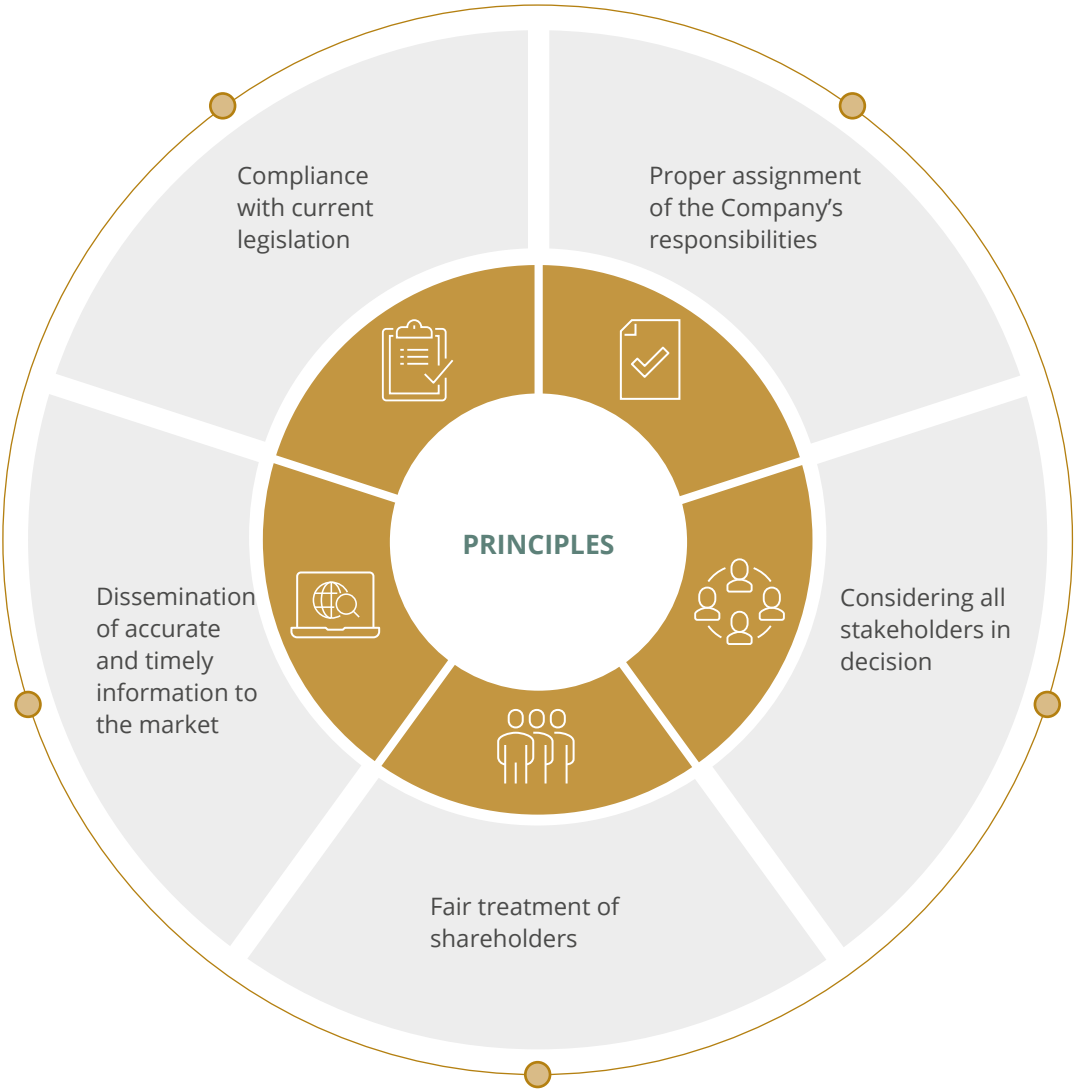 Compliance
with current
legislation
Proper assignment
of the Company’s
responsibilities
PRINCIPLES
Dissemination
of accurate
and timely
information to
the market
Considering all
stakeholders in
decision
Fair treatment of
shareholders